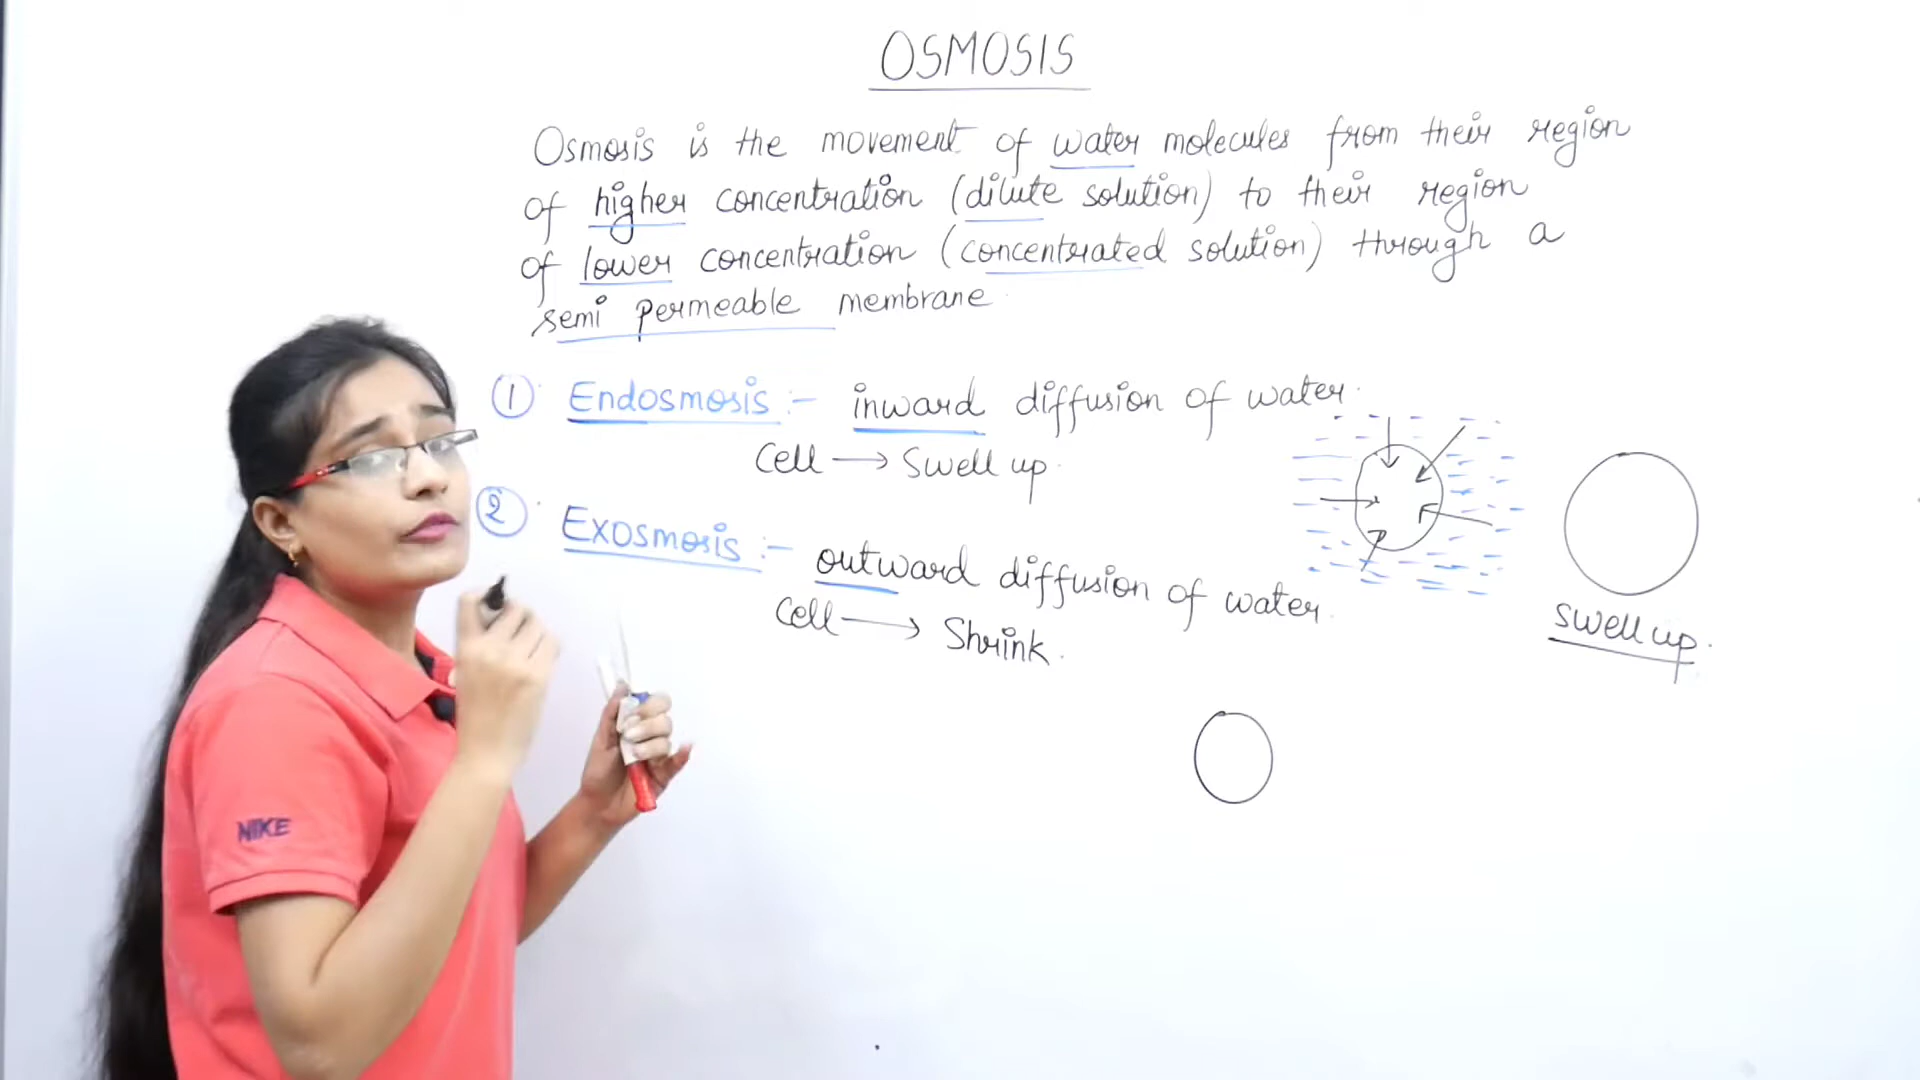 OSMOSIS
Osmosis is the movement of water molecules from their region
of higher concentration (dilute solution) to their region
of lower concentration (concentrated solution) through a
semi permeable membrane
1 Endosmosis :- inward diffusion of water.
Cell → Swell up.
2 Exosmosis :- outward diffusion of water.
Cell → Shrink.
swell up.
NIKE